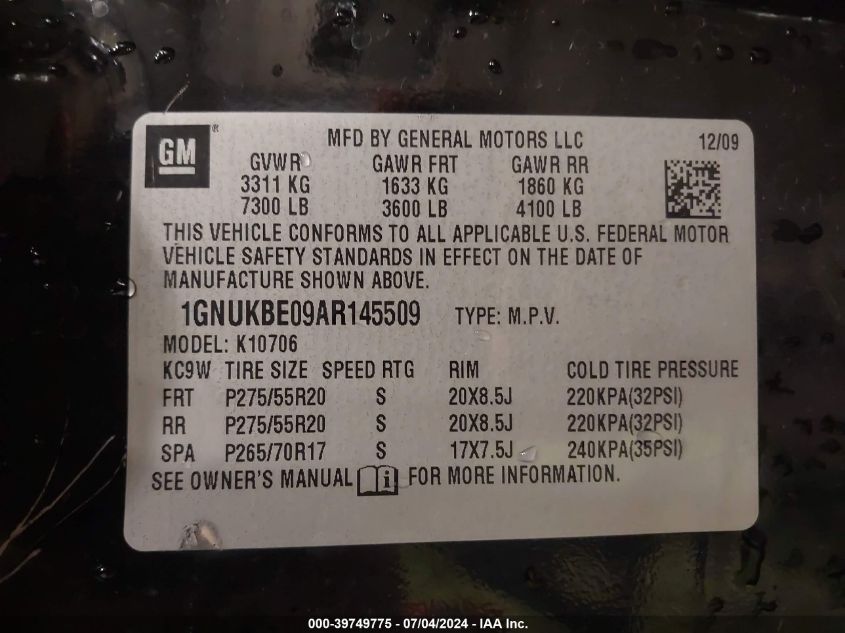 GM ®
MFD BY GENERAL MOTORS LLC 12/09
GVWR GAWR FRT GAWR RR
3311 KG 1633 KG 1860 KG
7300 LB 3600 LB 4100 LB
THIS VEHICLE CONFORMS TO ALL APPLICABLE U.S. FEDERAL MOTOR
VEHICLE SAFETY STANDARDS IN EFFECT ON THE DATE OF
MANUFACTURE SHOWN ABOVE.
1GNUKBE09AR145509 TYPE: M.P.V.
MODEL: K10706
KC9W TIRE SIZE SPEED RTG RIM COLD TIRE PRESSURE
FRT P275/55R20 S 20X8.5J 220KPA(32PSI)
RR P275/55R20 S 20X8.5J 220KPA(32PSI)
SPA P265/70R17 S 17X7.5J 240KPA(35PSI)
SEE OWNER'S MANUAL i FOR MORE INFORMATION.
000-39749775 - 07/04/2024 - IAA Inc.